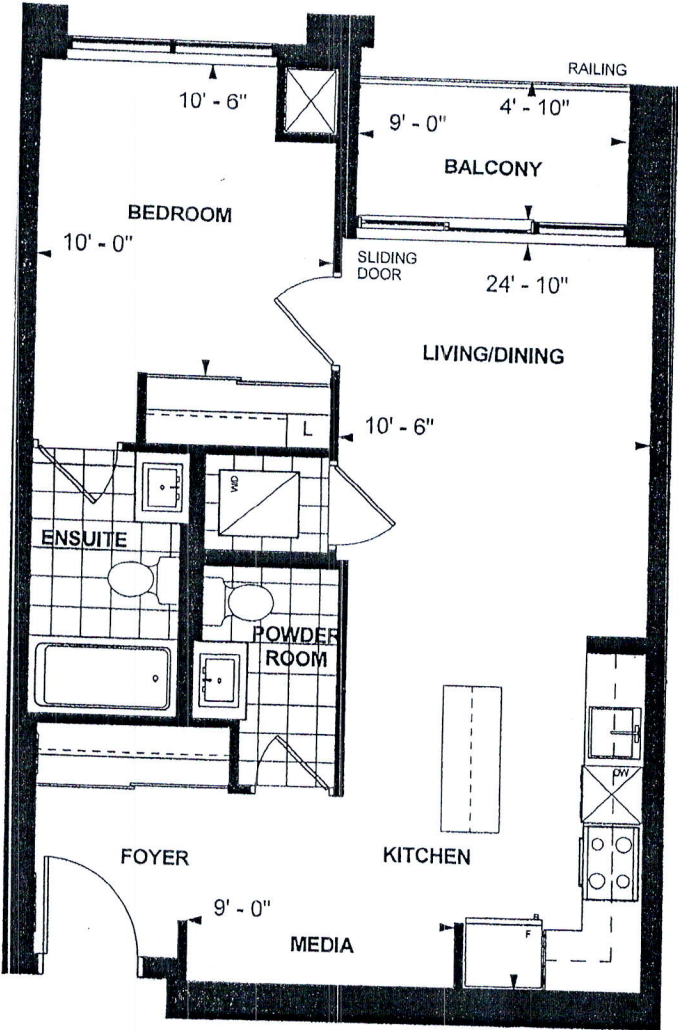 RAILING
10' - 6"
4' - 10"
9' - 0"
BALCONY
BEDROOM
10' - 0"
SLIDING
DOOR
24' - 10"
LIVING/DINING
L
10' - 6"
W/D
ENSUITE
POWDER
ROOM
DW
FOYER
KITCHEN
9' - 0"
F
MEDIA